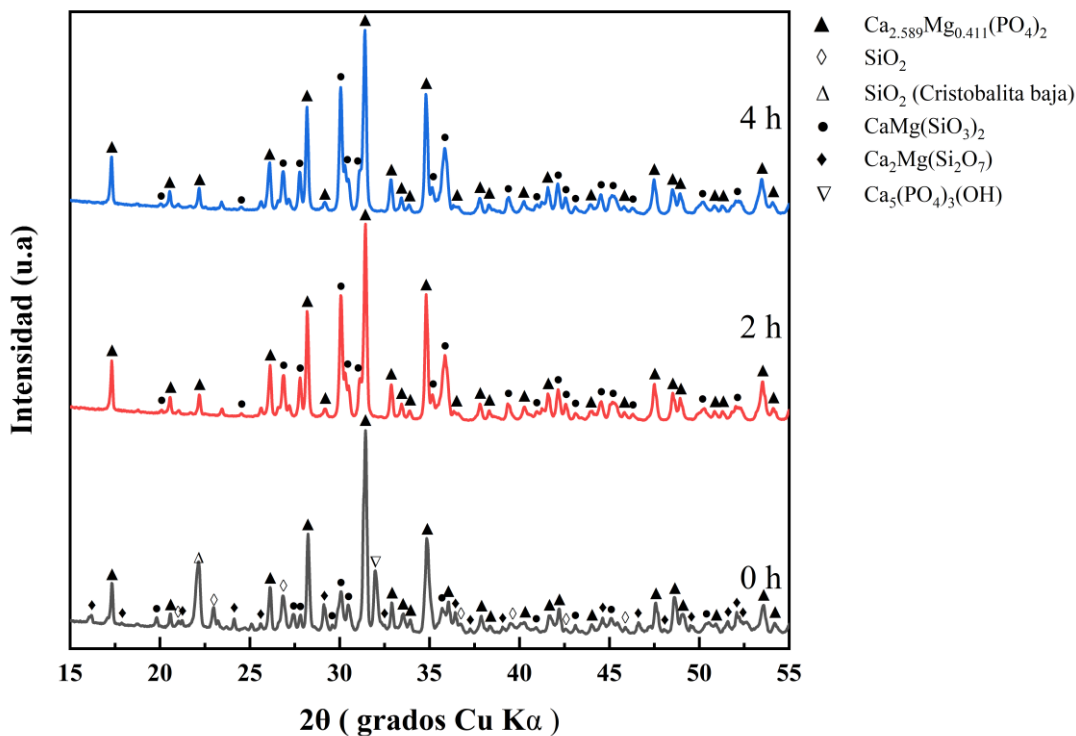 Ca2.589Mg0.411(PO4)2
SiO2
SiO2 (Cristobalita baja)
CaMg(SiO3)2
Ca2Mg(Si2O7)
Ca5(PO4)3(OH)
4 h
2 h
0 h
Intensidad (u.a)
15 20 25 30 35 40 45 50 55
2θ ( grados Cu Kα )